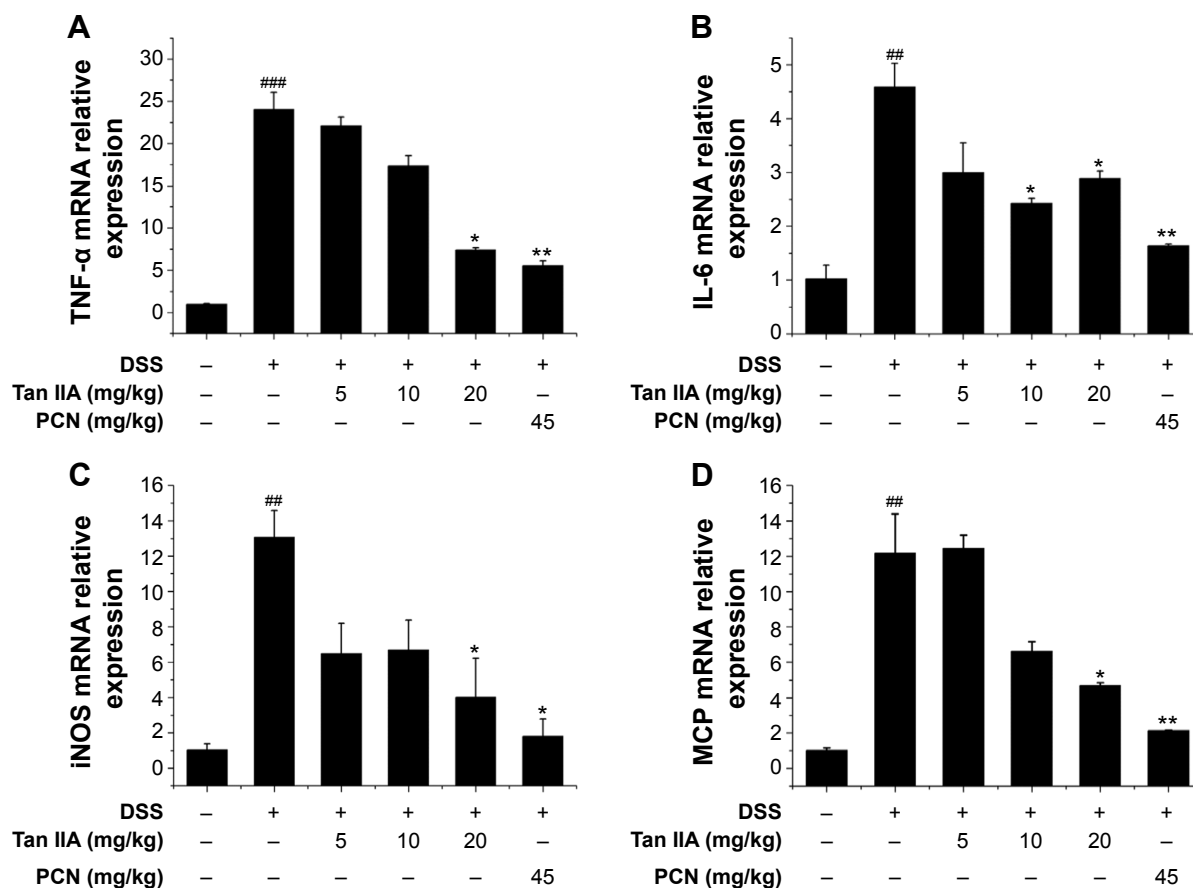 A
TNF-α mRNA relative
expression
30
25
20
15
10
5
0
###
*
**
DSS – + + + + +
Tan IIA (mg/kg) – – 5 10 20 –
PCN (mg/kg) – – – – – 45
B
IL-6 mRNA relative
expression
5
4
3
2
1
0
##
*
*
**
DSS – + + + + +
Tan IIA (mg/kg) – – 5 10 20 –
PCN (mg/kg) – – – – – 45
C
iNOS mRNA relative
expression
16
14
12
10
8
6
4
2
0
##
*
*
DSS – + + + + +
Tan IIA (mg/kg) – – 5 10 20 –
PCN (mg/kg) – – – – – 45
D
MCP mRNA relative
expression
16
14
12
10
8
6
4
2
0
##
*
**
DSS – + + + + +
Tan IIA (mg/kg) – – 5 10 20 –
PCN (mg/kg) – – – – – 45